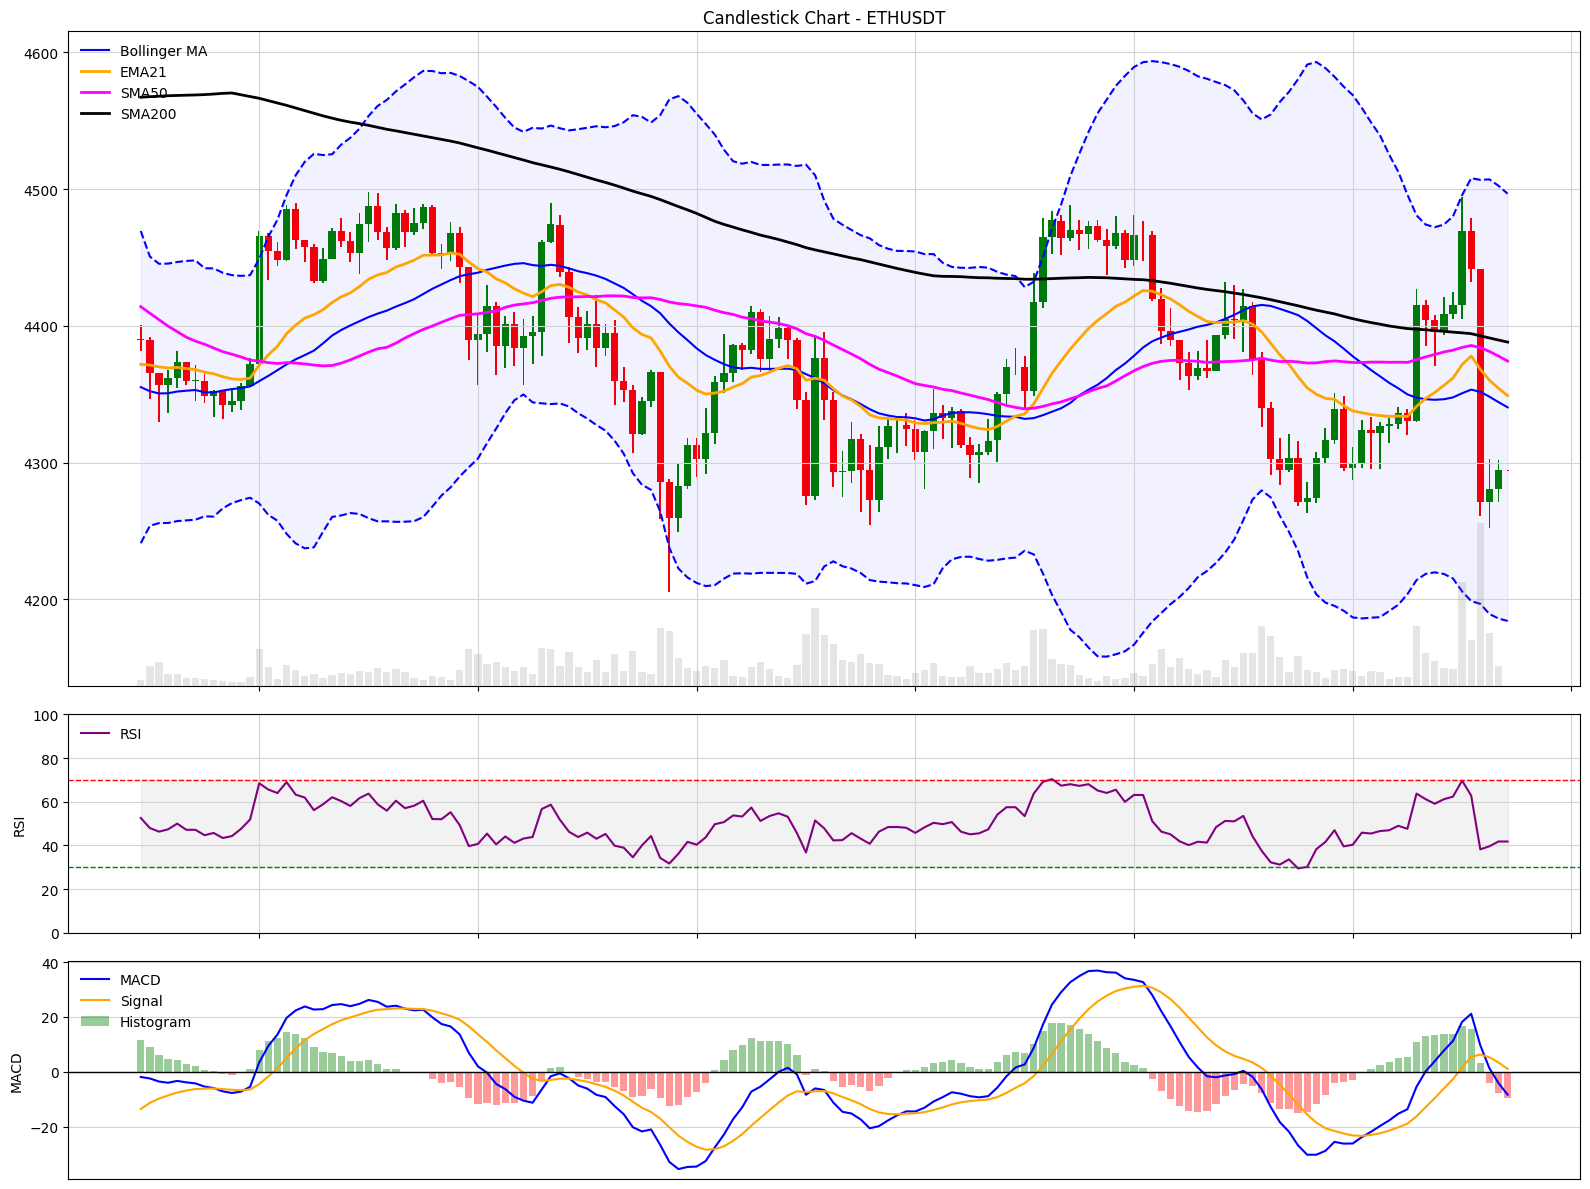 Candlestick Chart - ETHUSDT
Bollinger MA
EMA21
SMA50
SMA200
4600
4500
4400
4300
4200
RSI
100
80
60
40
20
0
RSI
MACD
Signal
Histogram
40
20
0
−20
MACD